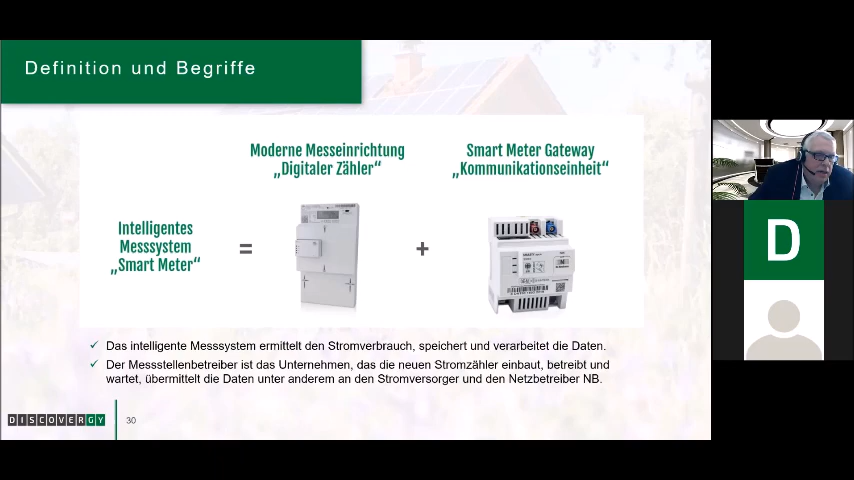 Definition und Begriffe
Moderne Messeinrichtung
„Digitaler Zähler“
Smart Meter Gateway
„Kommunikationseinheit“
Intelligentes
Messsystem
„Smart Meter“
=
+
✓ Das intelligente Messsystem ermittelt den Stromverbrauch, speichert und verarbeitet die Daten.
✓ Der Messstellenbetreiber ist das Unternehmen, das die neuen Stromzähler einbaut, betreibt und
wartet, übermittelt die Daten unter anderem an den Stromversorger und den Netzbetreiber NB.
DISCOVERGY
30
D